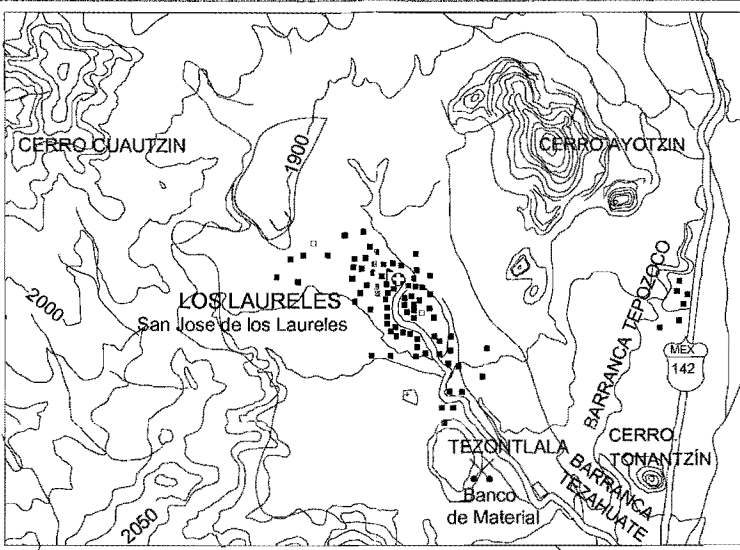 CERRO CUAUTZIN
1900
CERRO AYOTZIN
2000
LOS LAURELES
San Jose de los Laureles
BARRANCA TEPOZOCO
MEX
142
TEZONTLALA
CERRO
TONANTZÍN
BARRANCA
TEZAHUATE
Banco
de Material
2050